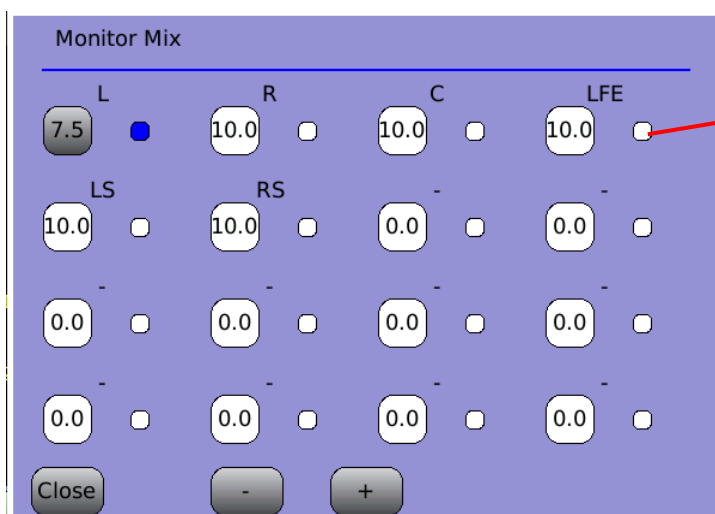 Monitor Mix
L R C LFE
7.5 10.0 10.0 10.0
LS RS - -
10.0 10.0 0.0 0.0
- - - -
0.0 0.0 0.0 0.0
- - - -
0.0 0.0 0.0 0.0
Close - +